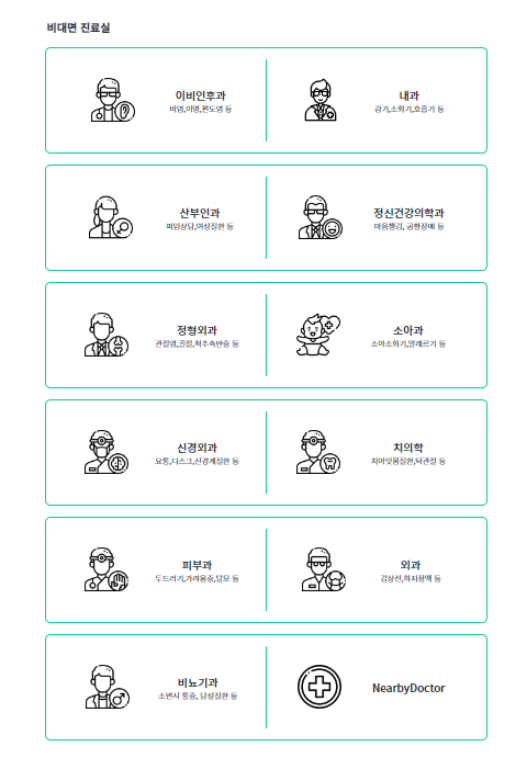 비대면 진료실
이비인후과
비염,이명,편도염 등
내과
감기,소화기,호흡기 등
산부인과
피임상담,여성질환 등
정신건강의학과
마음챙김, 공황장애 등
정형외과
관절염,골절,척추측만증 등
소아과
소아소화기,알레르기 등
신경외과
요통,디스크,신경계질환 등
치의학
치아잇몸질환,턱관절 등
피부과
두드러기,가려움증,탈모 등
외과
갑상선,하지정맥 등
비뇨기과
소변시 통증, 남성질환 등
NearbyDoctor